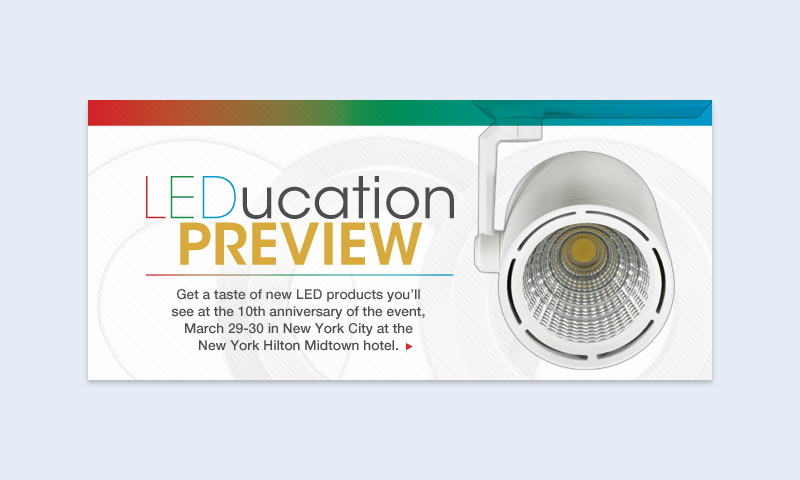 LEDucation
PREVIEW
Get a taste of new LED products you'll
see at the 10th anniversary of the event,
March 29-30 in New York City at the
New York Hilton Midtown hotel.